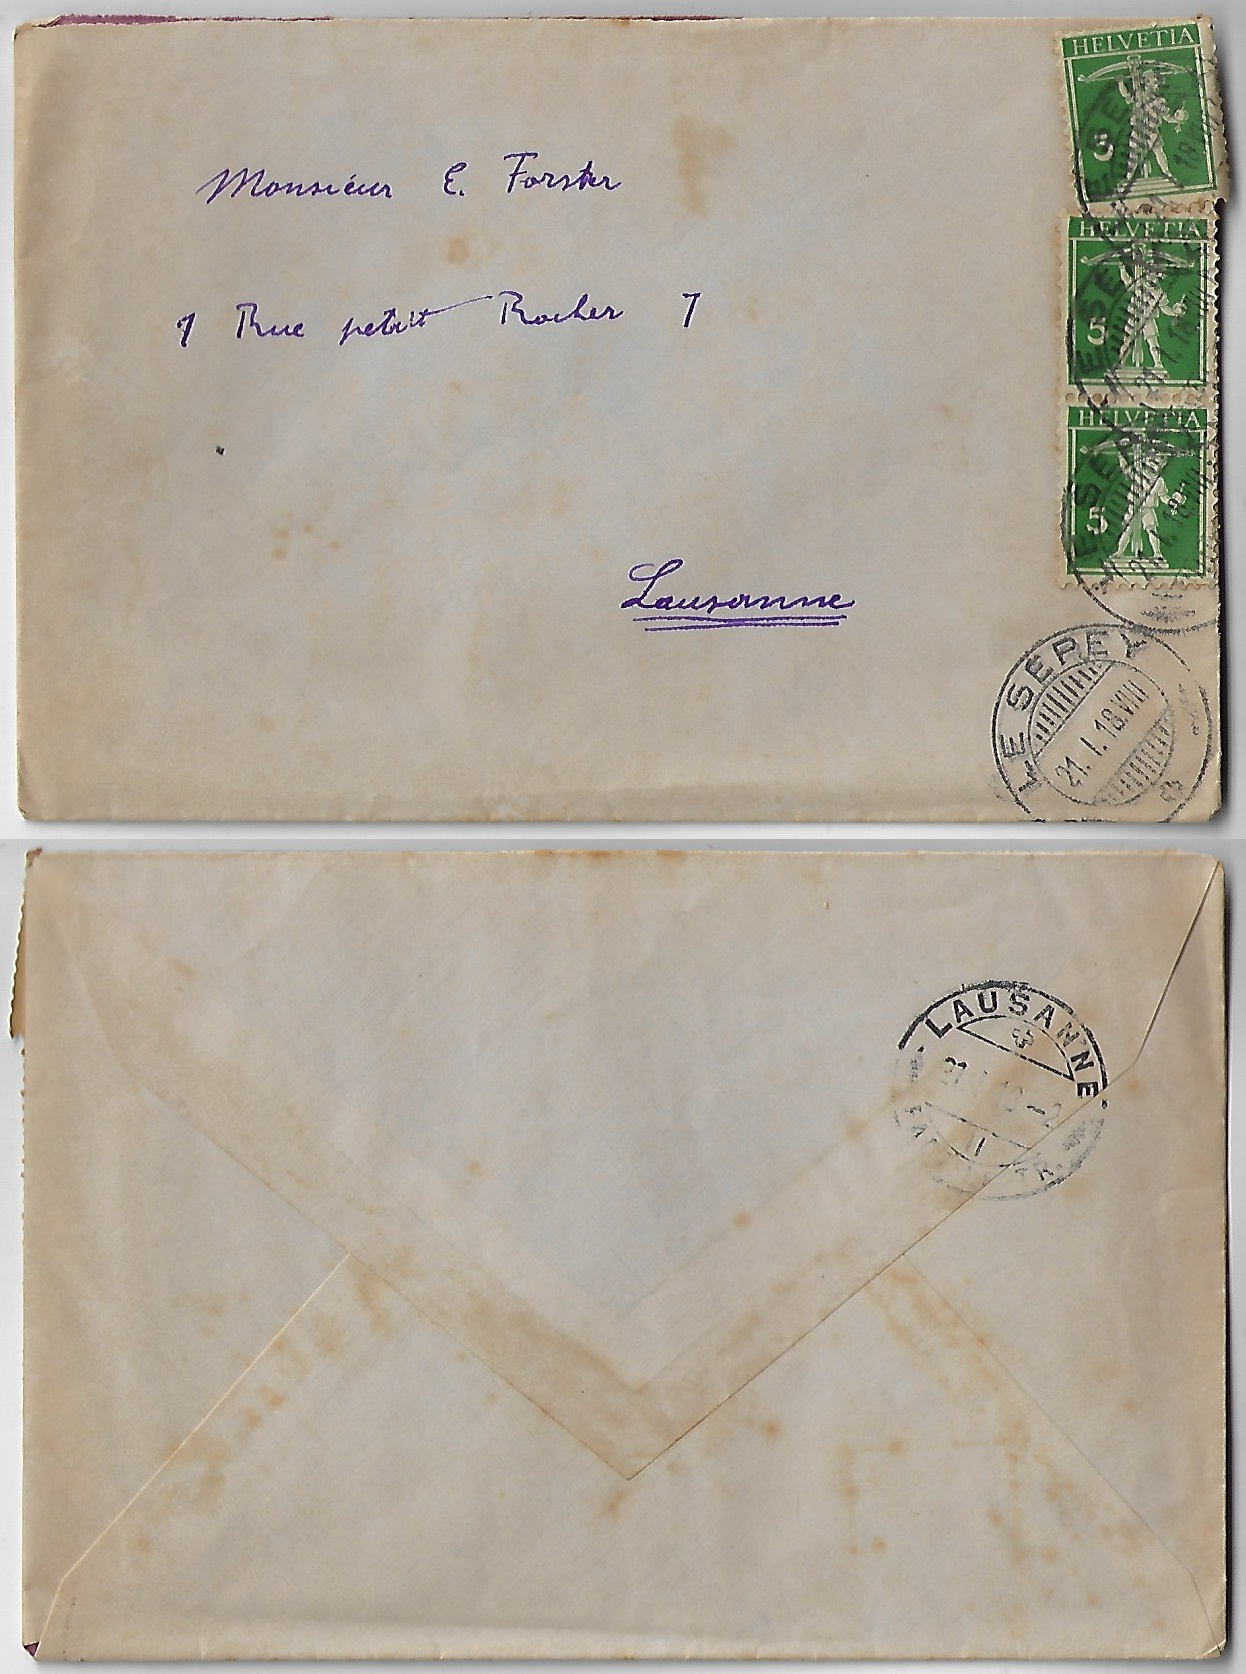 Monsieur E. Forster
7 Rue petit Rocher 7
Lausanne
HELVETIA
5
HELVETIA
5
HELVETIA
5
LE SEPEY
21. I. 18. VIII
LAUSANNE